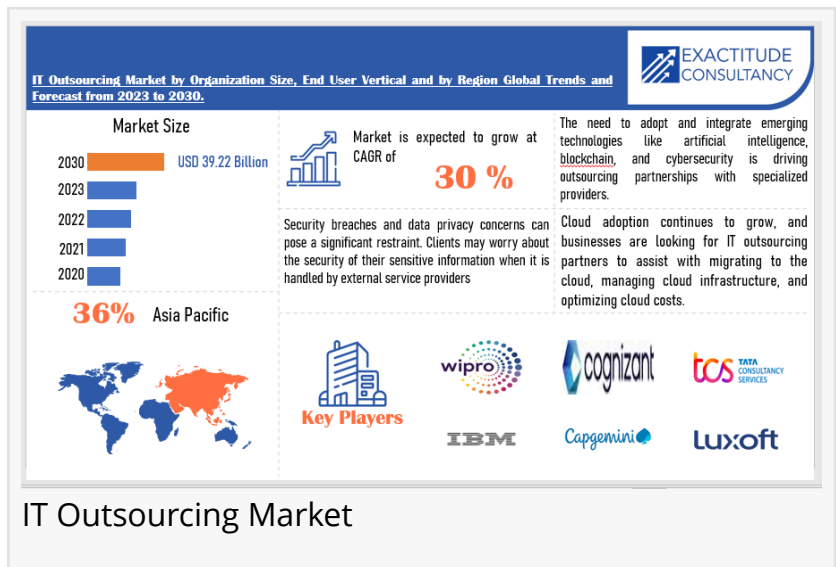 IT Outsourcing Market by Organization Size, End User Vertical and by Region Global Trends and
Forecast from 2023 to 2030.
EXACTITUDE
CONSULTANCY
Market Size
2030
USD 39.22 Billion
2023
2022
2021
2020
Market is expected to grow at
CAGR of
30 %
The need to adopt and integrate emerging
technologies like artificial intelligence,
blockchain, and cybersecurity is driving
outsourcing partnerships with specialized
providers.
Security breaches and data privacy concerns can
pose a significant restraint. Clients may worry about
the security of their sensitive information when it is
handled by external service providers
Cloud adoption continues to grow, and
businesses are looking for IT outsourcing
partners to assist with migrating to the
cloud, managing cloud infrastructure, and
optimizing cloud costs.
36% Asia Pacific
Key Players
wipro
cognizant
tcs TATA
CONSULTANCY
SERVICES
IBM
Capgemini
Luxoft
IT Outsourcing Market